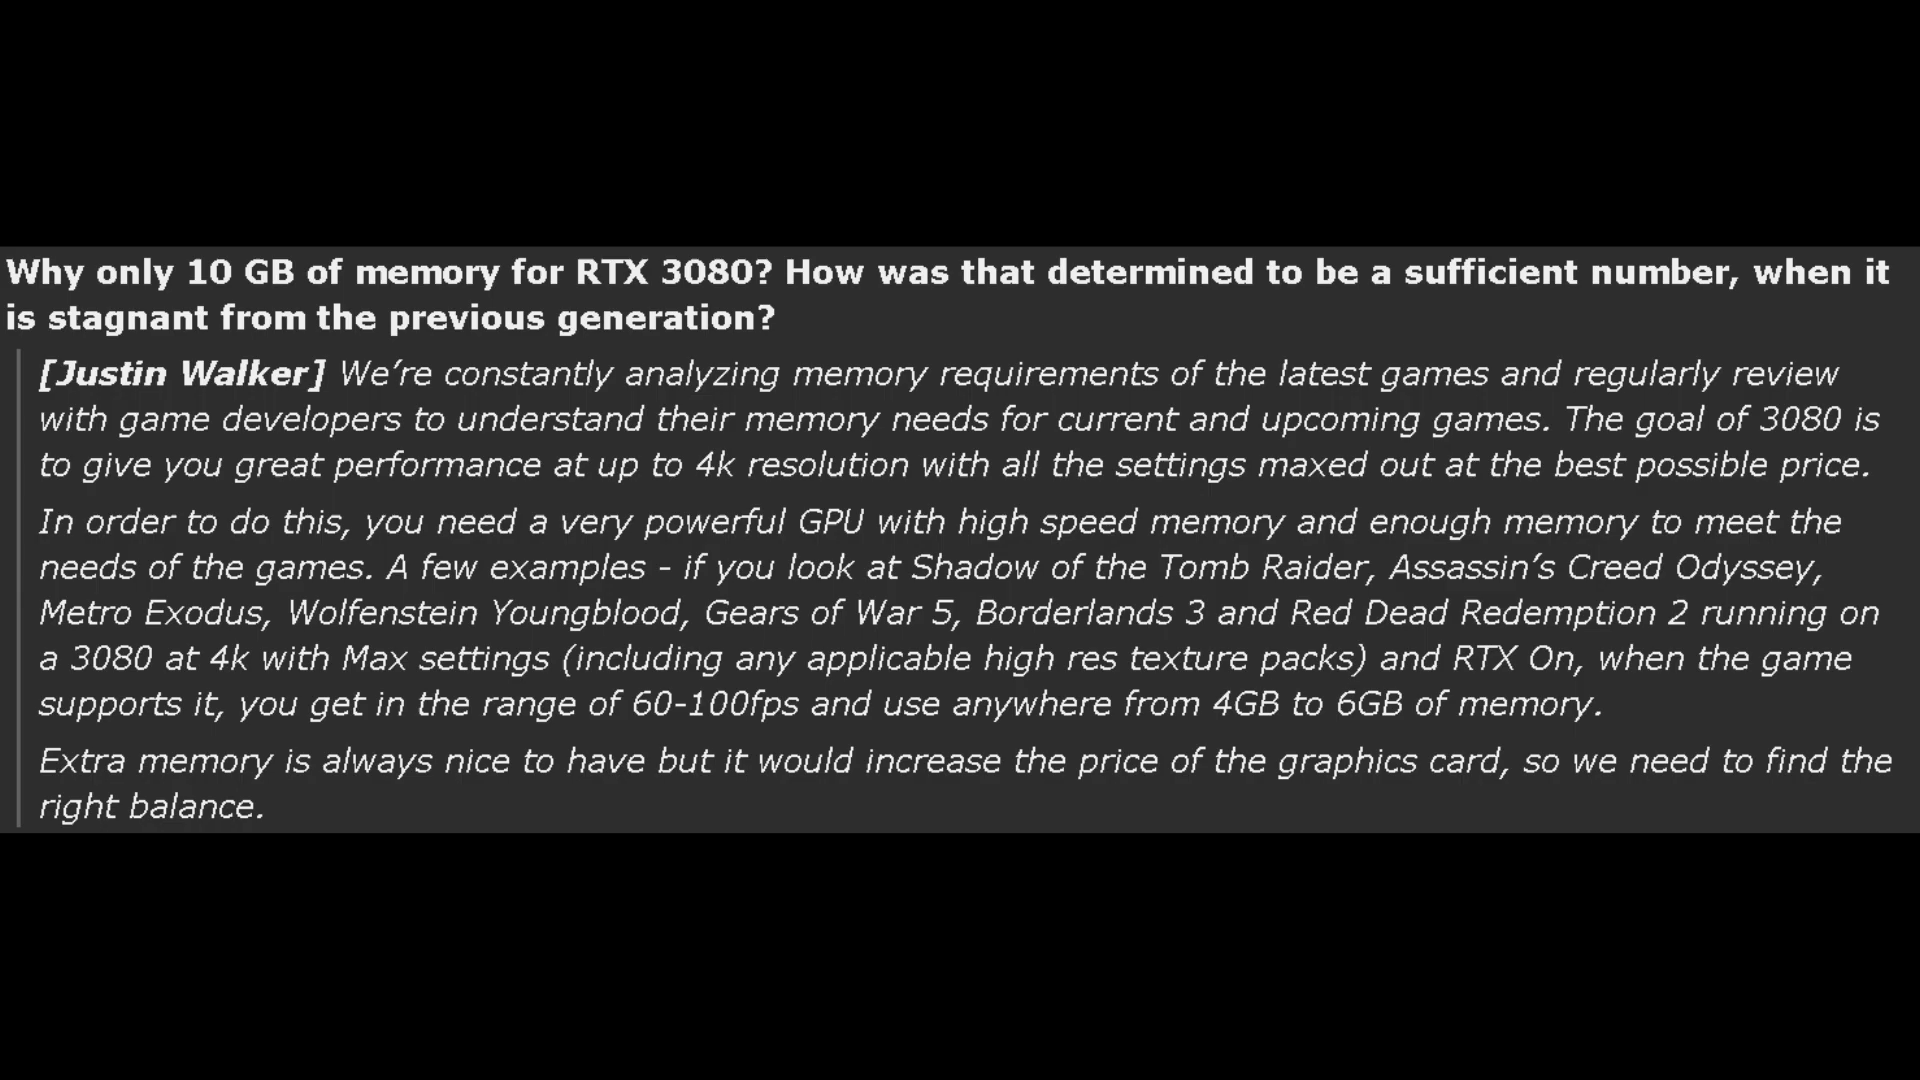 Why only 10 GB of memory for RTX 3080? How was that determined to be a sufficient number, when it
is stagnant from the previous generation?
[Justin Walker] We’re constantly analyzing memory requirements of the latest games and regularly review
with game developers to understand their memory needs for current and upcoming games. The goal of 3080 is
to give you great performance at up to 4k resolution with all the settings maxed out at the best possible price.
In order to do this, you need a very powerful GPU with high speed memory and enough memory to meet the
needs of the games. A few examples - if you look at Shadow of the Tomb Raider, Assassin’s Creed Odyssey,
Metro Exodus, Wolfenstein Youngblood, Gears of War 5, Borderlands 3 and Red Dead Redemption 2 running on
a 3080 at 4k with Max settings (including any applicable high res texture packs) and RTX On, when the game
supports it, you get in the range of 60-100fps and use anywhere from 4GB to 6GB of memory.
Extra memory is always nice to have but it would increase the price of the graphics card, so we need to find the
right balance.